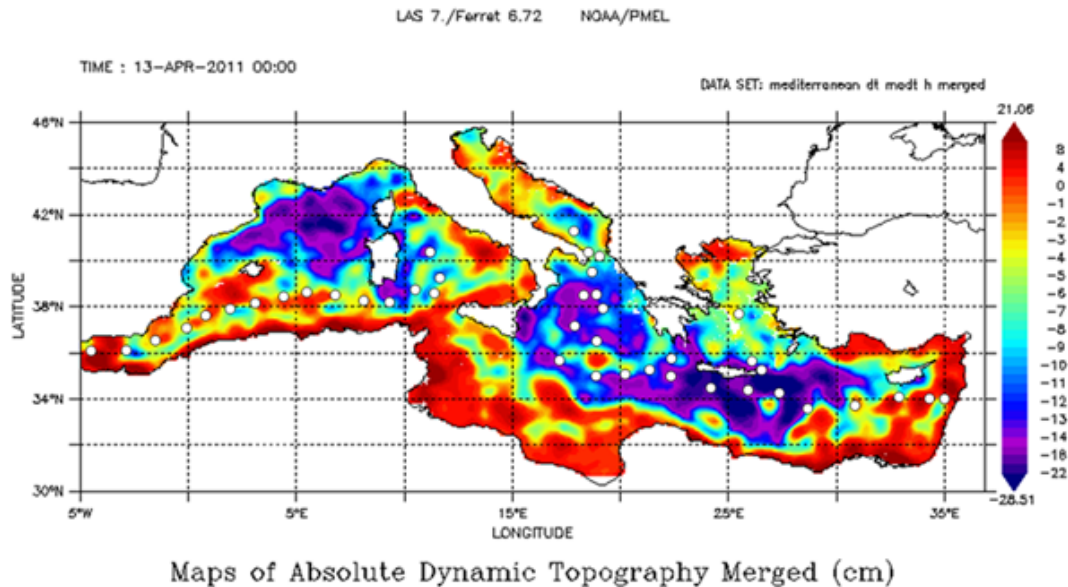 LAS 7./Ferret 6.72 NOAA/PMEL
TIME : 13-APR-2011 00:00
DATA SET: mediterranean dt madt h merged
21.06
46°N
42°N
38°N
34°N
30°N
LATITUDE
8
4
0
-1
-2
-3
-4
-5
-6
-7
-8
-9
-10
-11
-12
-13
-14
-18
-22
-28.51
5°W
5°E
15°E
25°E
35°E
LONGITUDE
Maps of Absolute Dynamic Topography Merged (cm)